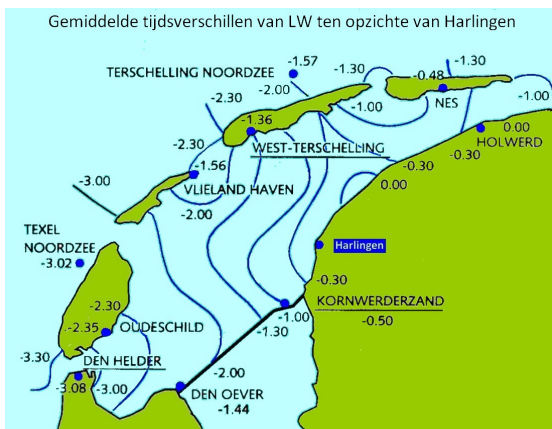 Gemiddelde tijdsverschillen van LW ten opzichte van Harlingen
-1.57
-1.30
-1.30
TERSCHELLING NOORDZEE
-0.48
-2.00
-2.30
-1.00
NES
-1.00
-1.36
0.00
HOLWERD
-2.30
WEST-TERSCHELLING
-0.30
-1.56
-0.30
-3.00
VLIELAND HAVEN
0.00
-2.00
TEXEL
NOORDZEE
Harlingen
-3.02
-0.30
-2.30
KORNWERDERZAND
-1.00
-0.50
-2.35
OUDESCHILD
-1.30
-3.30
DEN HELDER
-2.00
-3.08
-3.00
DEN OEVER
-1.44